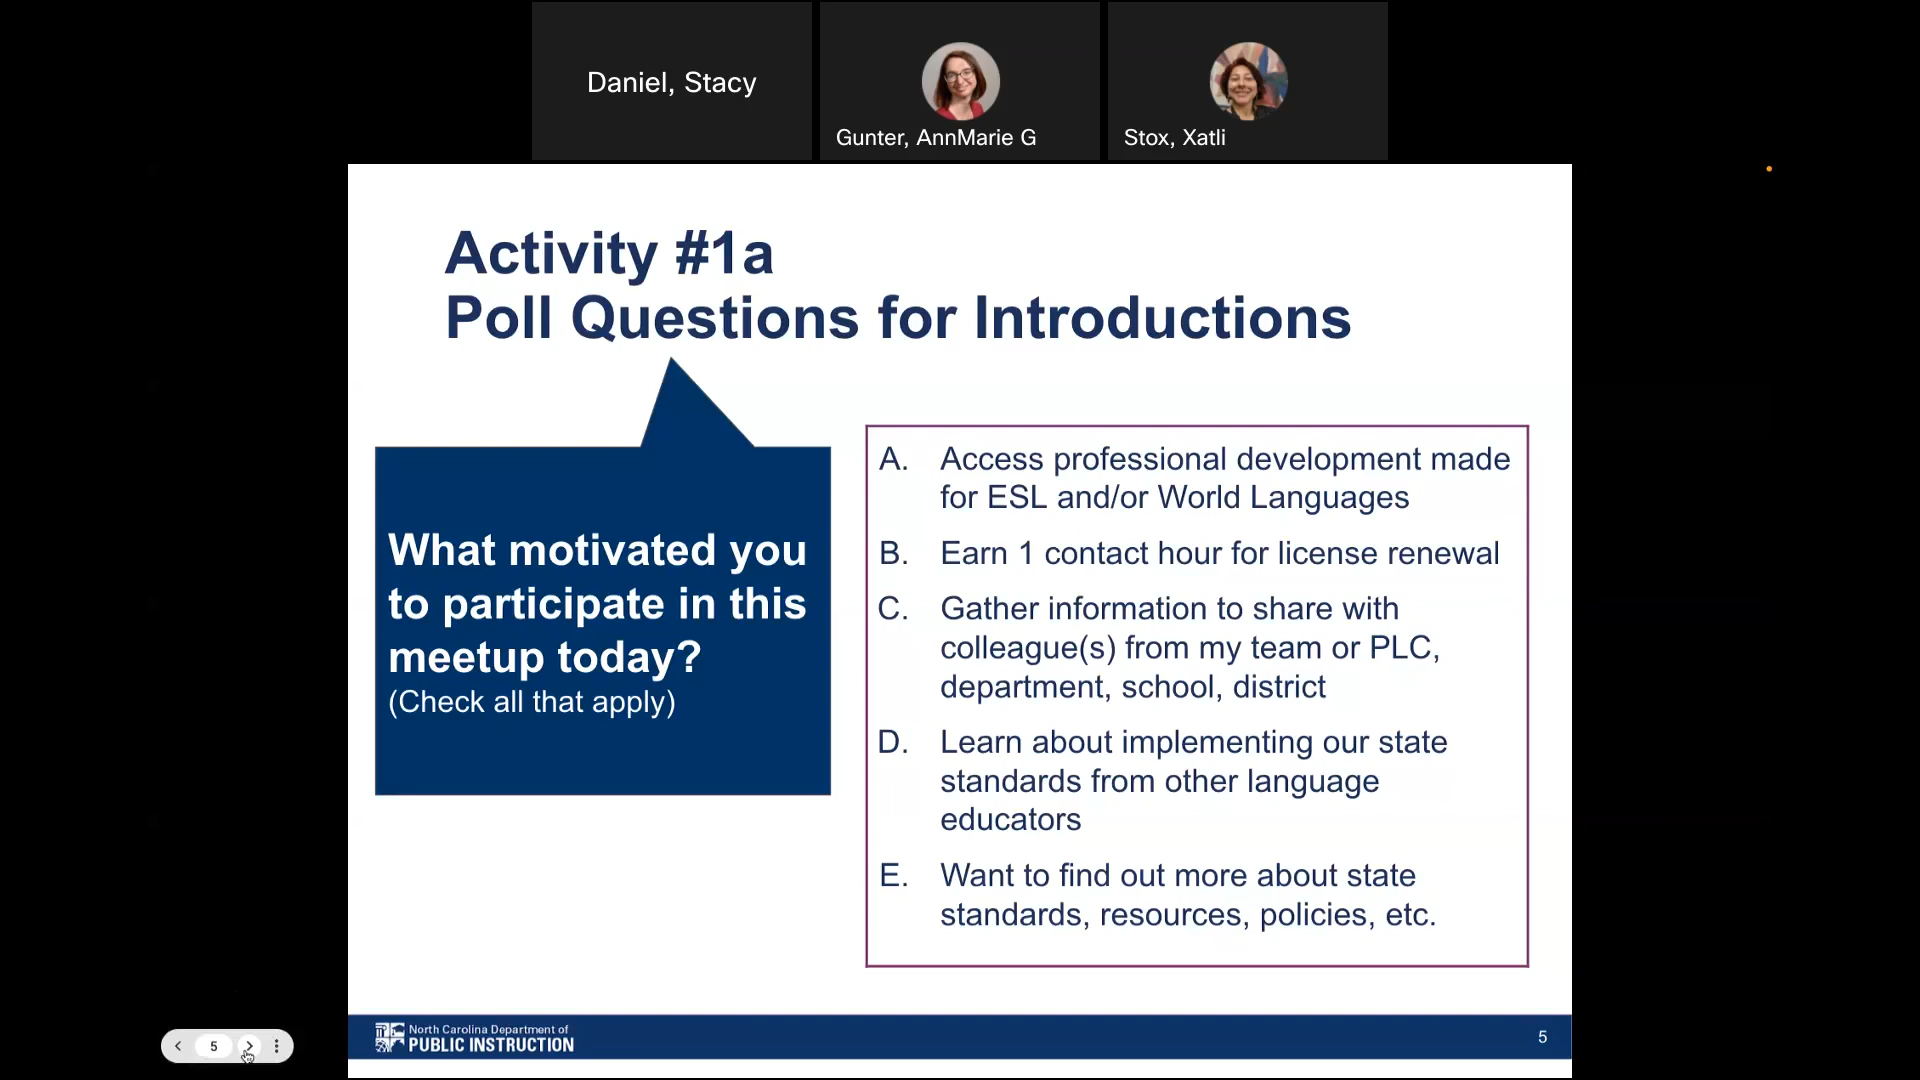 Daniel, Stacy
Gunter, AnnMarie G
Stox, Xatli
Activity #1a
Poll Questions for Introductions
What motivated you
to participate in this
meetup today?
(Check all that apply)
A. Access professional development made
for ESL and/or World Languages
B. Earn 1 contact hour for license renewal
C. Gather information to share with
colleague(s) from my team or PLC,
department, school, district
D. Learn about implementing our state
standards from other language
educators
E. Want to find out more about state
standards, resources, policies, etc.
North Carolina Department of
PUBLIC INSTRUCTION
5
5